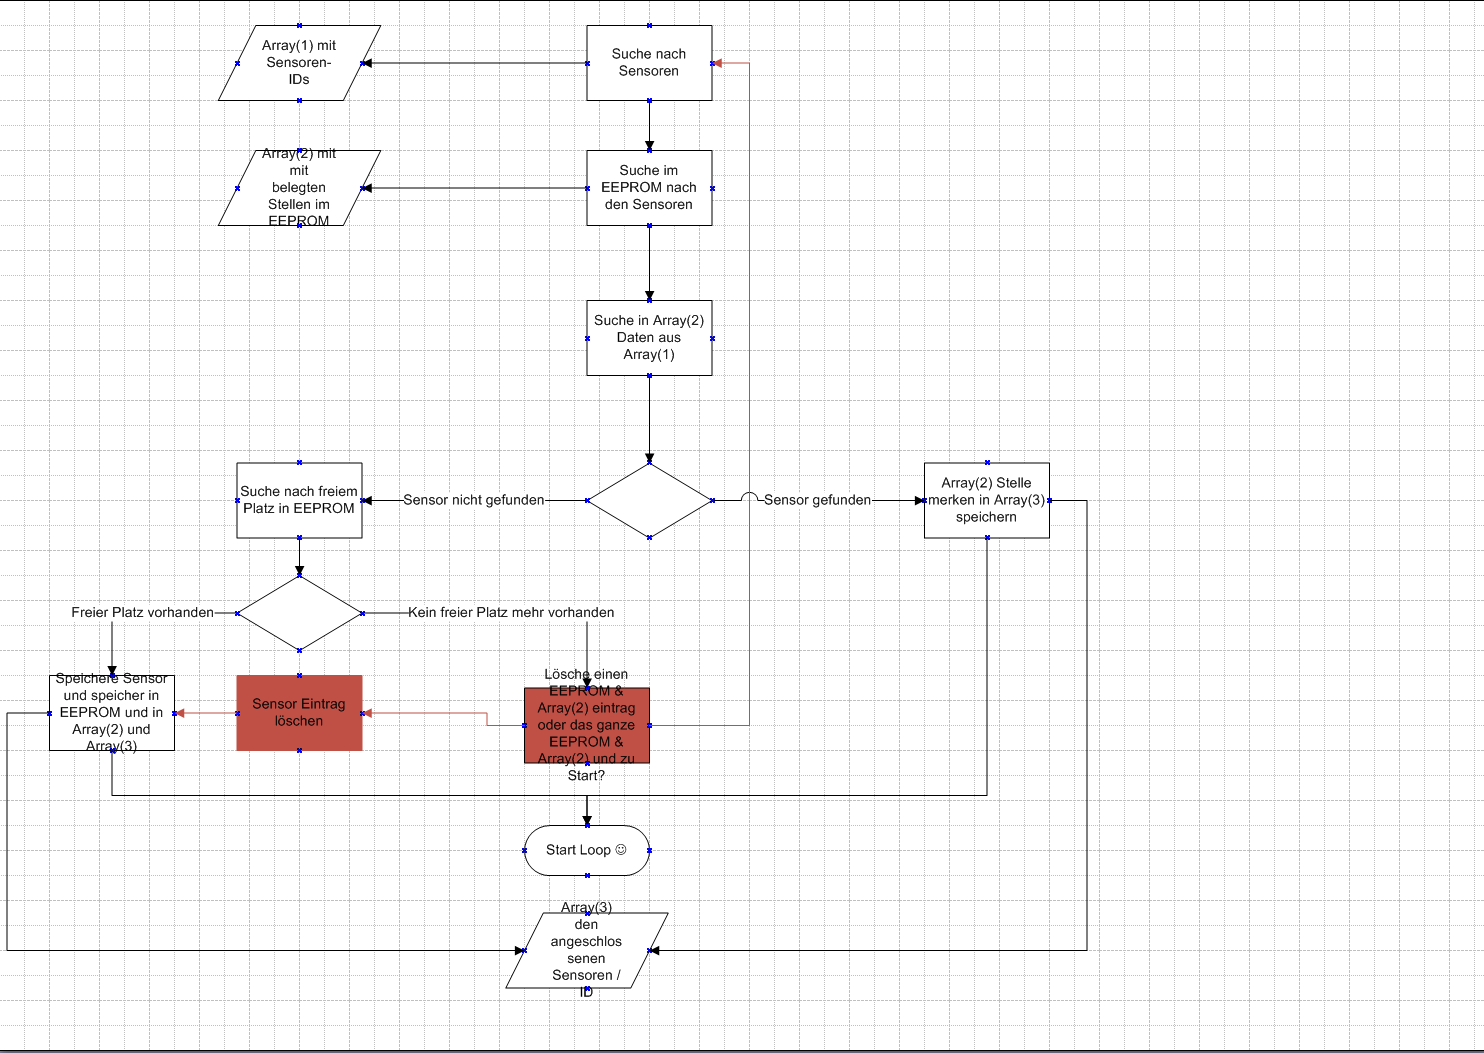 Array(1) mit
Sensoren-
IDs
Suche nach
Sensoren
Array(2) mit
mit
belegten
Stellen im
EEPROM
Suche im
EEPROM nach
den Sensoren
Suche in Array(2)
Daten aus
Array(1)
Suche nach freiem
Platz in EEPROM
Sensor nicht gefunden
Sensor gefunden
Array(2) Stelle
merken in Array(3)
speichern
Freier Platz vorhanden
Kein freier Platz mehr vorhanden
Speichere Sensor
und speicher in
EEPROM und in
Array(2) und
Array(3)
Sensor Eintrag
löschen
Lösche einen
EEPROM &
Array(2) eintrag
oder das ganze
EEPROM &
Array(2) und zu
Start?
Start Loop ☺
Array(3)
den
angeschlos
senen
Sensoren /
ID